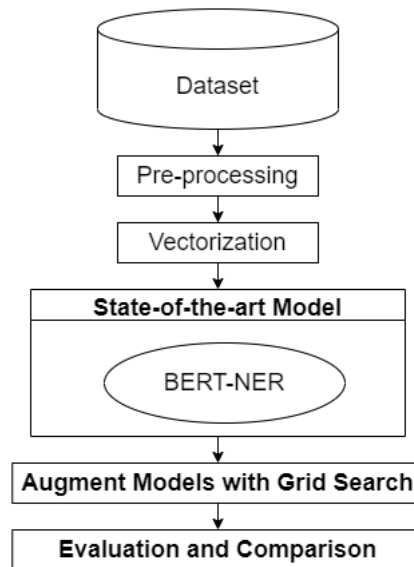 Dataset
Pre-processing
Vectorization
State-of-the-art Model
BERT-NER
Augment Models with Grid Search
Evaluation and Comparison